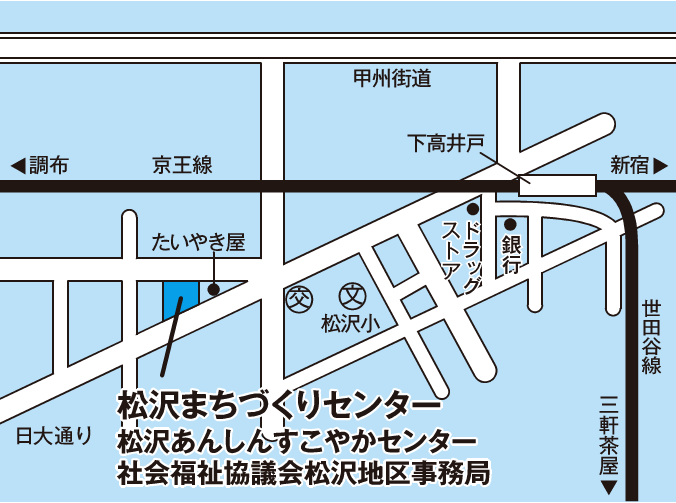 甲州街道
下高井戸
◀調布
京王線
新宿▶
たいやき屋
ドラッグ
ストア
銀行
交
文
松沢小
世田谷線
松沢まちづくりセンター
松沢あんしんすこやかセンター
社会福祉協議会松沢地区事務局
日大通り
三軒茶屋▼